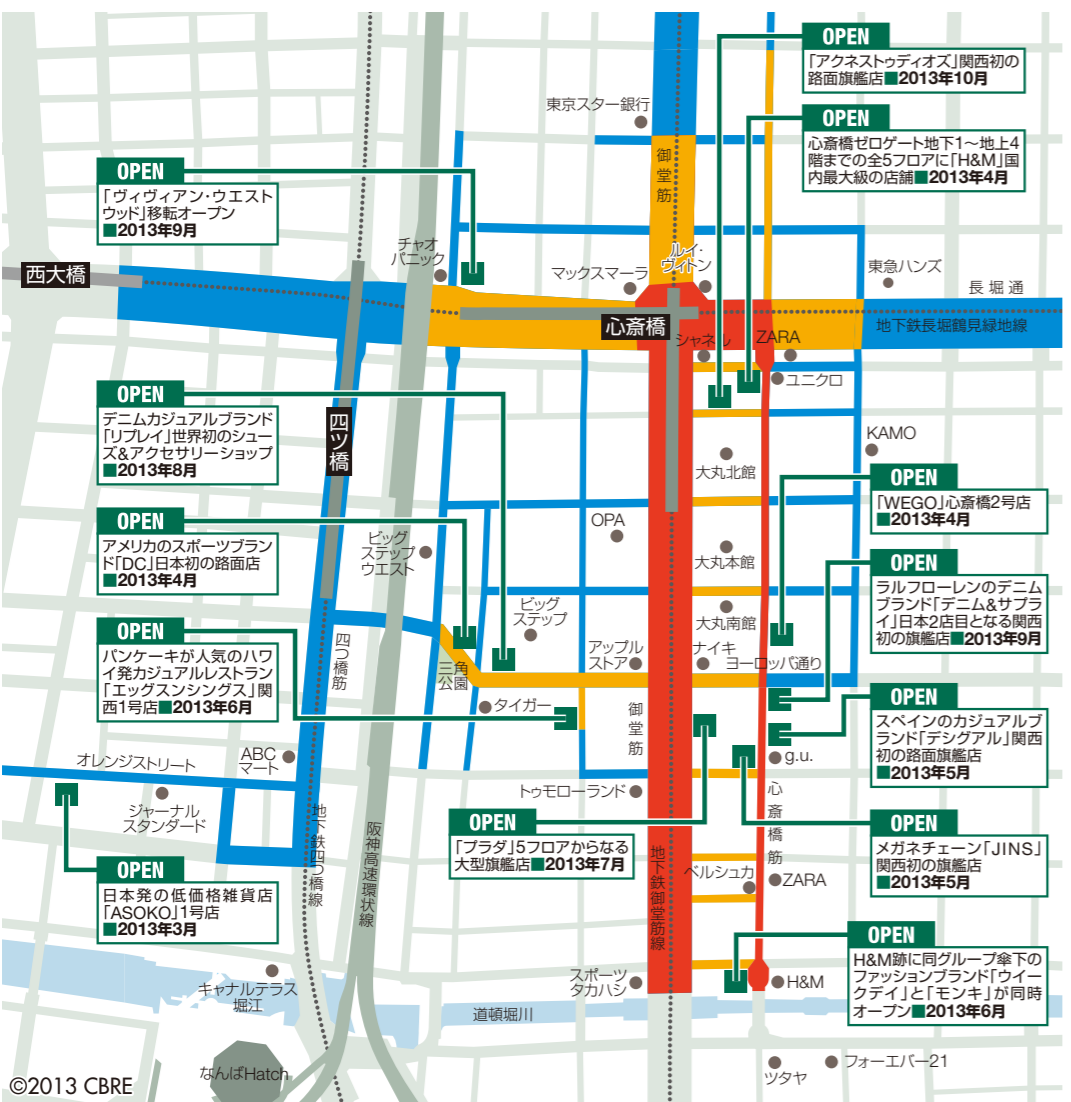 OPEN
「アクネストゥディオズ」関西初の
路面旗艦店■2013年10月
OPEN
心斎橋ゼロゲート地下1～地上4
階までの全5フロアに「H&M」国
内最大級の店舗■2013年4月
東京スター銀行
御堂筋
OPEN
「ヴィヴィアン・ウエスト
ウッド」移転オープン
■2013年9月
チャオ
パニック
マックスマーラ
ルイ・
ヴィトン
東急ハンズ
西大橋
長堀通
心斎橋
地下鉄長堀鶴見緑地線
シャネル
ZARA
ユニクロ
OPEN
デニムカジュアルブランド
「リプレイ」世界初のシュー
ズ&アクセサリーショップ
■2013年8月
四ツ橋
KAMO
大丸北館
OPEN
「WEGO」心斎橋2号店
■2013年4月
OPEN
アメリカのスポーツブラン
ド「DC」日本初の路面店
■2013年4月
ビッグ
ステップ
ウエスト
OPA
大丸本館
OPEN
ラルフローレンのデニム
ブランド「デニム&サプラ
イ」日本2店目となる関西
初の旗艦店■2013年9月
ビッグ
ステップ
大丸南館
OPEN
パンケーキが人気のハワ
イ発カジュアルレストラン
「エッグスンシングス」関
西1号店■2013年6月
四つ橋筋
三角
公園
アップル
ストア
ナイキ
ヨーロッパ通り
タイガー
御堂筋
OPEN
スペインのカジュアルブ
ランド「デシグアル」関西
初の路面旗艦店
■2013年5月
オレンジストリート
ABC
マート
g.u.
ジャーナル
スタンダード
トゥモローランド
心斎橋筋
地下鉄四つ橋線
阪神高速環状線
OPEN
「プラダ」5フロアからなる
大型旗艦店■2013年7月
地下鉄御堂筋線
OPEN
メガネチェーン「JINS」
関西初の旗艦店
■2013年5月
ベルシュカ
ZARA
OPEN
日本発の低価格雑貨店
「ASOKO」1号店
■2013年3月
OPEN
H&M跡に同グループ傘下の
ファッションブランド「ウイー
クデイ」と「モンキ」が同時
オープン■2013年6月
キャナルテラス
堀江
スポーツ
タカハシ
H&M
道頓堀川
なんばHatch
ツタヤ
フォーエバー21
©2013 CBRE